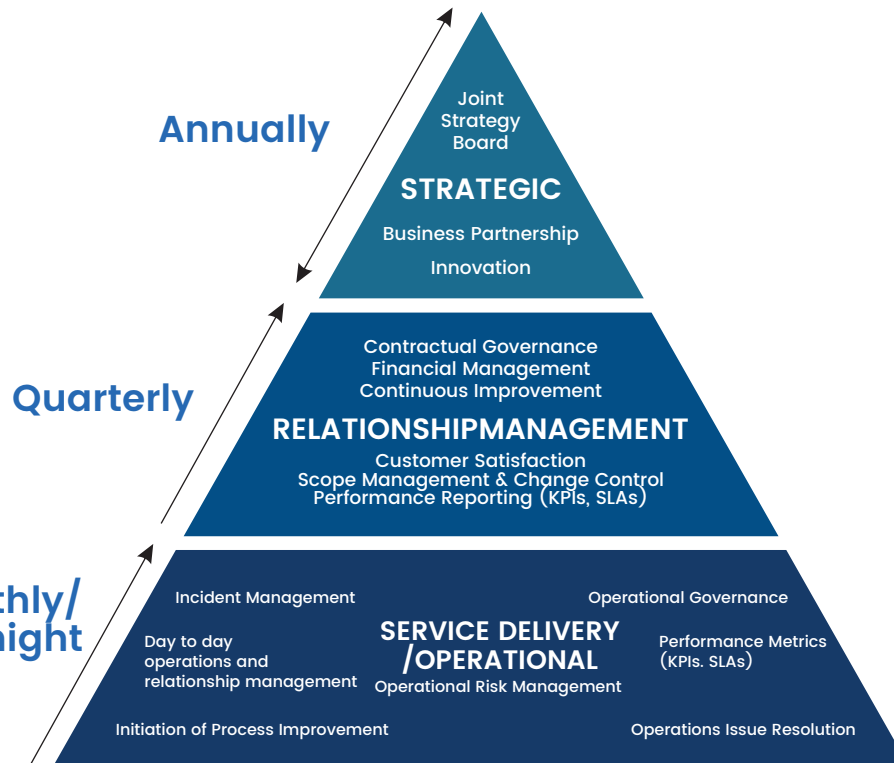 Annually
Joint
Strategy
Board
STRATEGIC
Business Partnership
Innovation
Quarterly
Contractual Governance
Financial Management
Continuous Improvement
RELATIONSHIPMANAGEMENT
Customer Satisfaction
Scope Management & Change Control
Performance Reporting (KPIs, SLAs)
thly/
night
Incident Management
Operational Governance
Day to day
operations and
relationship management
SERVICE DELIVERY
/OPERATIONAL
Operational Risk Management
Performance Metrics
(KPIs. SLAs)
Initiation of Process Improvement
Operations Issue Resolution